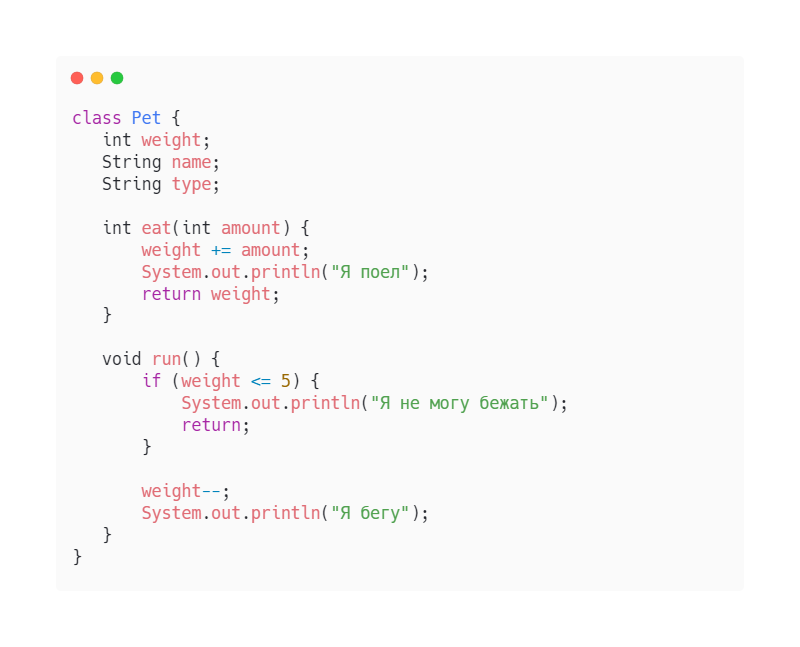 class Pet {
   int weight;
   String name;
   String type;

   int eat(int amount) {
       weight += amount;
       System.out.println("Я поел");
       return weight;
   }

   void run() {
       if (weight <= 5) {
           System.out.println("Я не могу бежать");
           return;
       }

       weight--;
       System.out.println("Я бегу");
   }
}